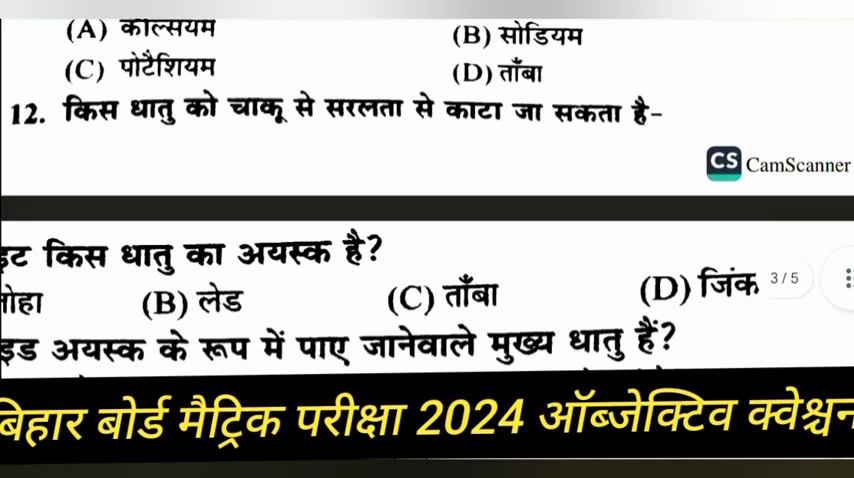 (A) कैल्सियम (B) सोडियम
(C) पोटैशियम (D) ताँबा
12. किस धातु को चाकू से सरलता से काटा जा सकता है-
CS CamScanner
किस धातु का अयस्क है?
(B) लेड (C) ताँबा (D) जिंक 3/5
अयस्क के रूप में पाए जानेवाले मुख्य धातु हैं?
बिहार बोर्ड मैट्रिक परीक्षा 2024 ऑब्जेक्टिव क्वेश्चन